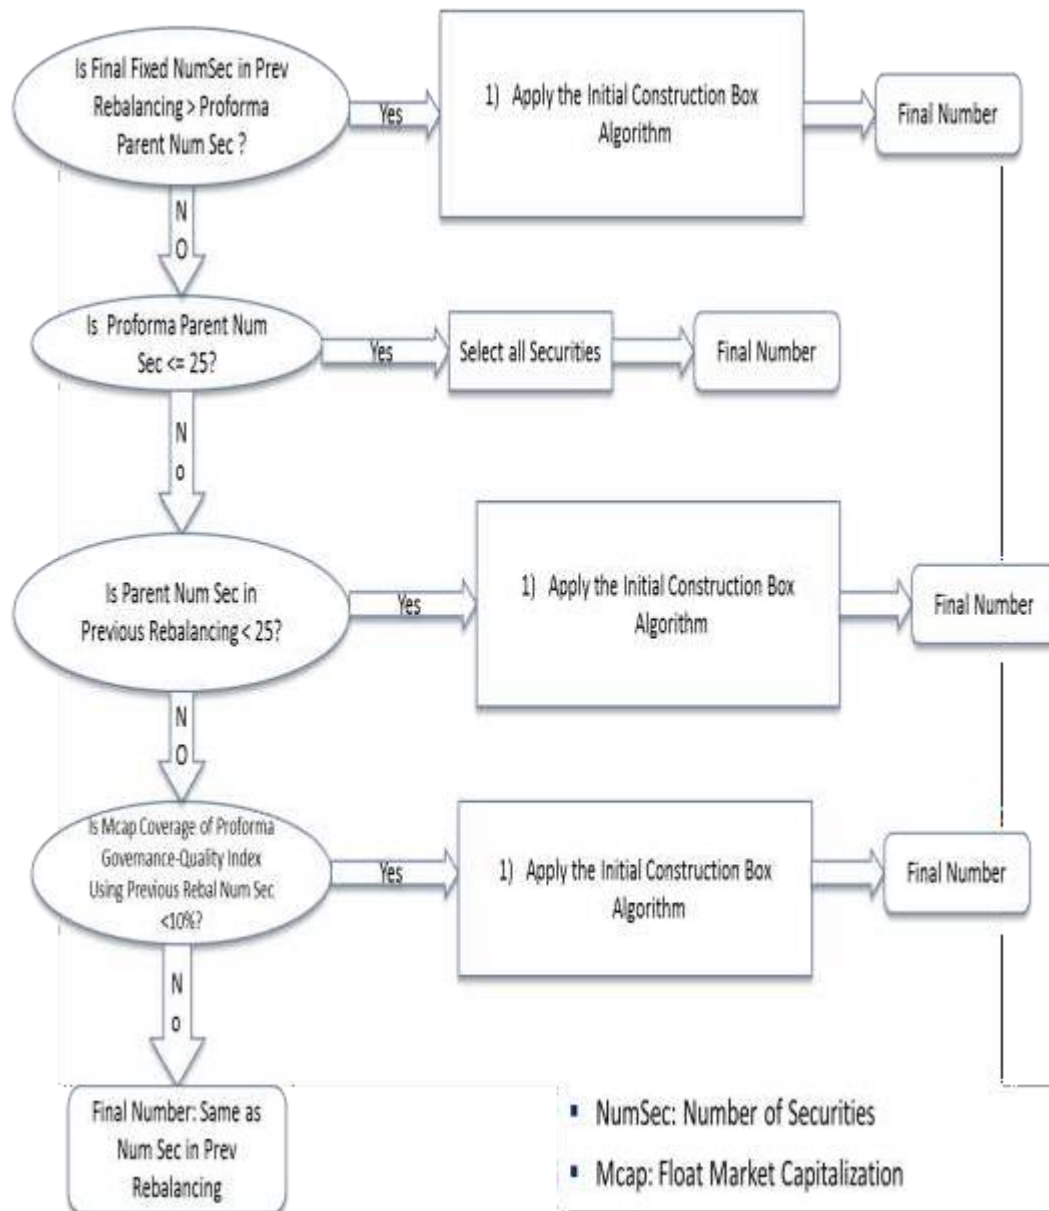 Is Final Fixed NumSec in Prev
Rebalancing > Proforma
Parent Num Sec ?
Yes
1) Apply the Initial Construction Box
Algorithm
Final Number
N
O
Is Proforma Parent Num
Sec <= 25?
Yes
Select all Securities
Final Number
N
o
Is Parent Num Sec in
Previous Rebalancing < 25?
Yes
1) Apply the Initial Construction Box
Algorithm
Final Number
N
O
Is Mcap Coverage of Proforma
Governance-Quality Index
Using Previous Rebal Num Sec
<10%?
Yes
1) Apply the Initial Construction Box
Algorithm
Final Number
N
o
Final Number: Same as
Num Sec in Prev
Rebalancing
▪ NumSec: Number of Securities
▪ Mcap: Float Market Capitalization